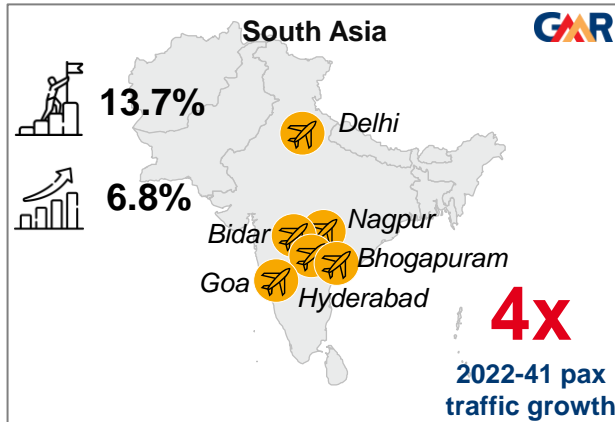 South Asia
GMR
13.7%
6.8%
Delhi
Nagpur
Bidar
Bhogapuram
Goa
Hyderabad
4x
2022-41 pax
traffic growth